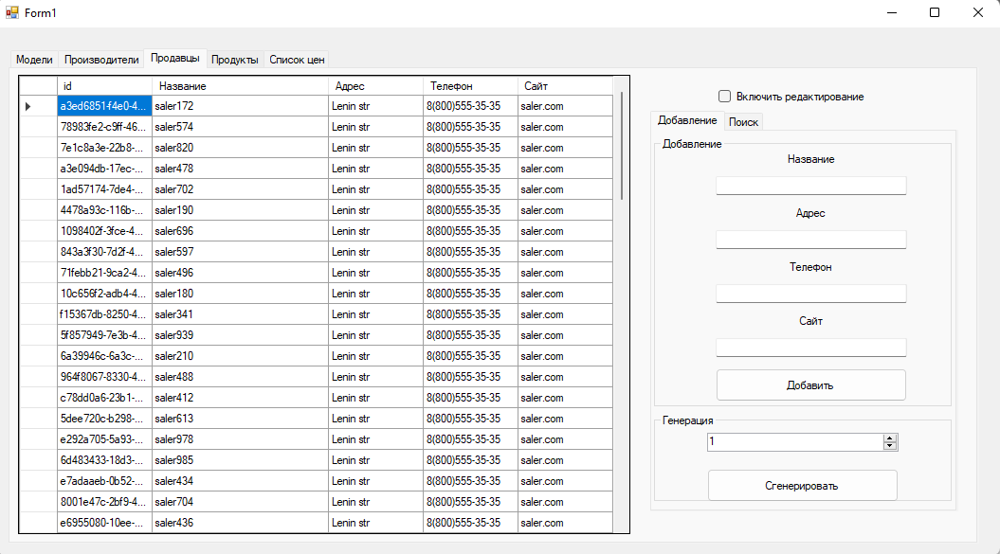 Form1
Модели Производители Продавцы Продукты Список цен
id Название Адрес Телефон Сайт
a3ed6851-f4e0-4... saler172 Lenin str 8(800)555-35-35 saler.com
78983fe2-c9ff-46... saler574 Lenin str 8(800)555-35-35 saler.com
7e1c8a3e-22b8-... saler820 Lenin str 8(800)555-35-35 saler.com
a3e094db-17ec-... saler478 Lenin str 8(800)555-35-35 saler.com
1ad57174-7de4-... saler702 Lenin str 8(800)555-35-35 saler.com
4478a93c-116b-... saler190 Lenin str 8(800)555-35-35 saler.com
1098402f-3fce-4... saler696 Lenin str 8(800)555-35-35 saler.com
843a3f30-7d2f-4... saler597 Lenin str 8(800)555-35-35 saler.com
71febb21-9ca2-4... saler496 Lenin str 8(800)555-35-35 saler.com
10c656f2-adb4-4... saler180 Lenin str 8(800)555-35-35 saler.com
f15367db-8250-4... saler341 Lenin str 8(800)555-35-35 saler.com
5f857949-7e3b-4... saler939 Lenin str 8(800)555-35-35 saler.com
6a39946c-6a3c-... saler210 Lenin str 8(800)555-35-35 saler.com
964f8067-8330-4... saler488 Lenin str 8(800)555-35-35 saler.com
c78dd0a6-23b1-... saler412 Lenin str 8(800)555-35-35 saler.com
5dee720c-b298-... saler613 Lenin str 8(800)555-35-35 saler.com
e292a705-5a93-... saler978 Lenin str 8(800)555-35-35 saler.com
6d483433-18d3-... saler985 Lenin str 8(800)555-35-35 saler.com
e7adaaeb-0b52-... saler434 Lenin str 8(800)555-35-35 saler.com
8001e47c-2bf9-4... saler704 Lenin str 8(800)555-35-35 saler.com
e6955080-10ee-... saler436 Lenin str 8(800)555-35-35 saler.com
Включить редактирование
Добавление Поиск
Добавление
Название
Адрес
Телефон
Сайт
Добавить
Генерация
1
Сгенерировать